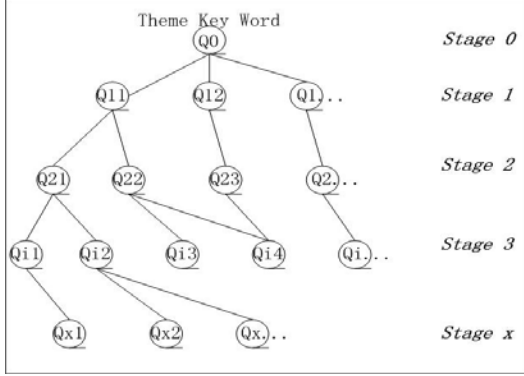 Theme Key Word
Q0 Stage 0
Q11 Q12 Q1... Stage 1
Q21 Q22 Q23 Q2... Stage 2
Qi1 Qi2 Qi3 Qi4 Qi... Stage 3
Qx1 Qx2 Qx... Stage x